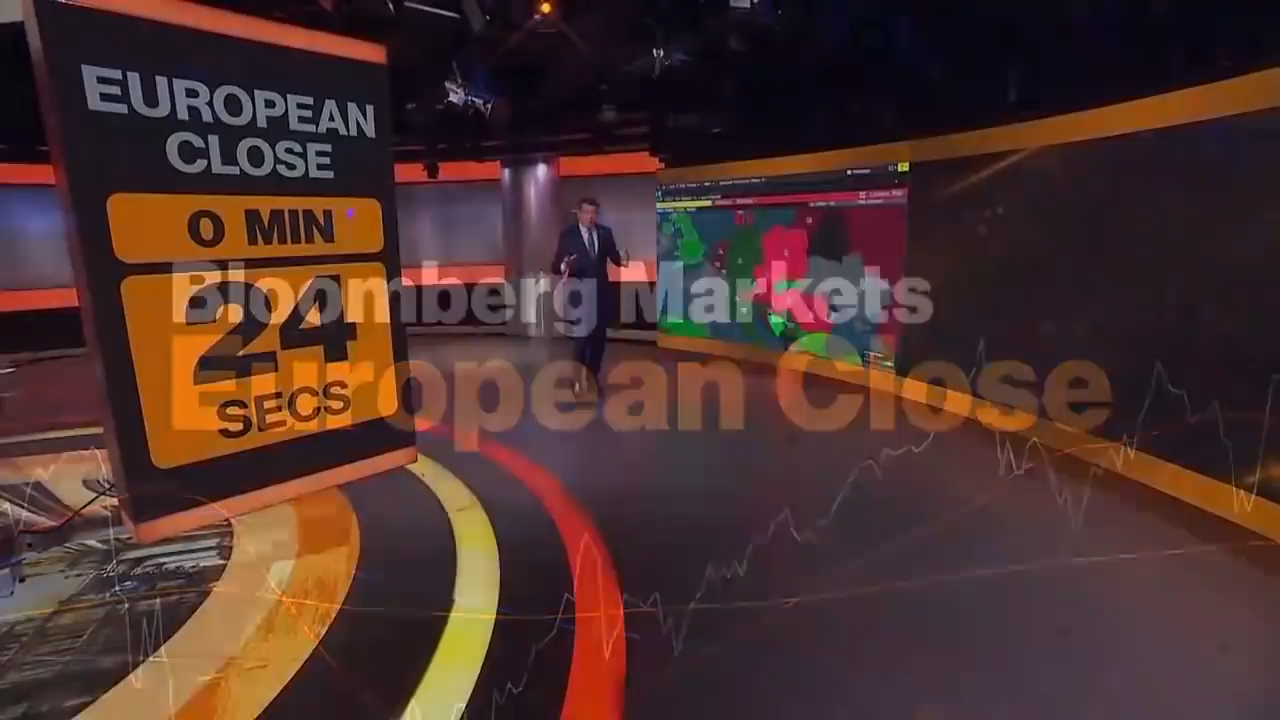 EUROPEAN
CLOSE
0 MIN
24
SECS
Bloomberg Markets
European Close